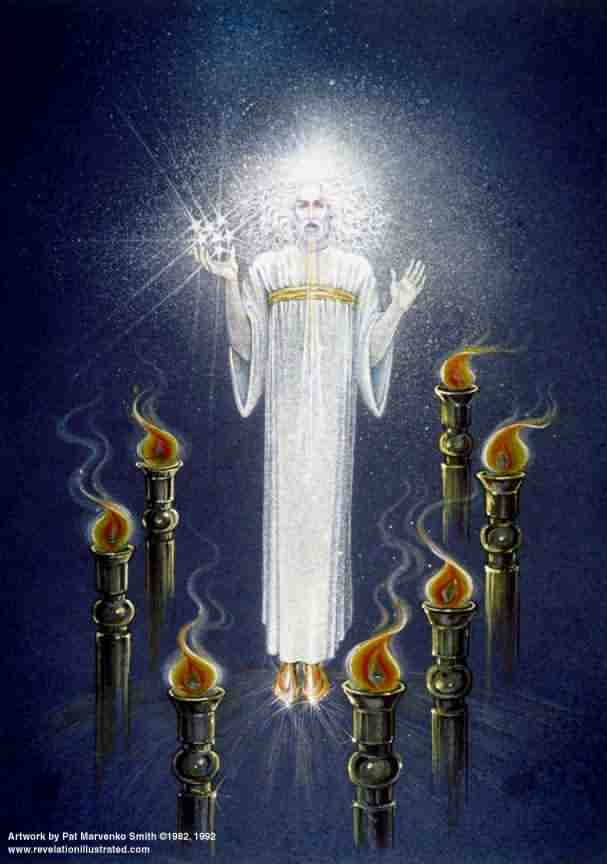 Artwork by Pat Marvenko Smith ©1982, 1992
www.revelationillustrated.com